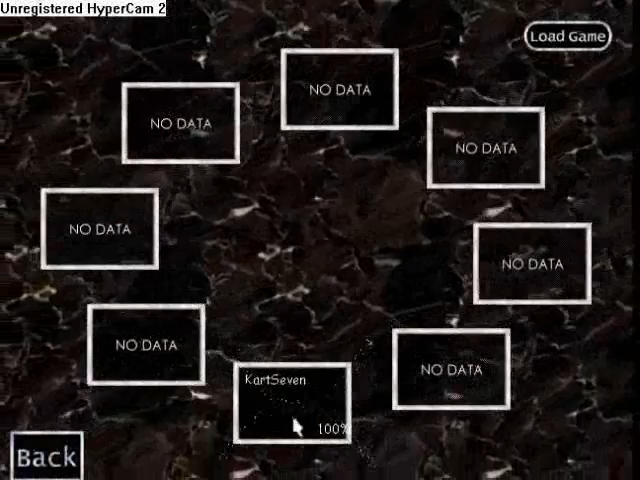 Unregistered HyperCam 2
Load Game
NO DATA
NO DATA
NO DATA
NO DATA
NO DATA
NO DATA
NO DATA
KartSeven
100%
Back